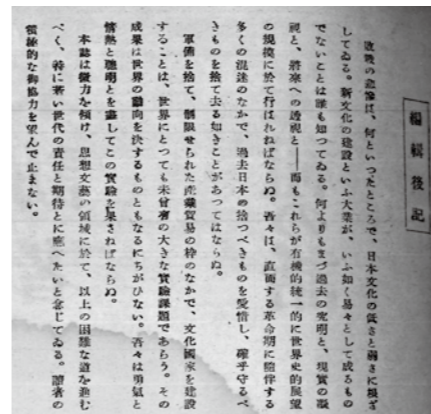 編輯後記
敗戰の悲慘は、何といつたところで、日本文化の低さと弱さに根ざ
してゐる。新文化の建設といふ大業が、いふ如く易々として成るもの
でないことは誰も知つてゐる。何よりもまづ過去の究明と、現實の凝
視と、將來への透視と——而もこれらが有機的統一的に世界史的展望
の規模に於て行はれねばならぬ。吾々は、直面する革命期に隨伴する
多くの混迷のなかで、過去日本の捨つべきものを愛惜し、確乎守るべ
きものを捨て去る如きことがあつてはならぬ。
軍備を捨て、制限せられた産業貿易の枠のなかで、文化國家を建設
することは、世界にとつても未曾有の大きな實驗課題であらう。その
成果は世界の動向を決するものともなるにちがひない。吾々は勇氣と
情熱と聰明とを盡してこの實驗を果さねばならぬ。
本誌は微力を傾け、思想文藝の領域に於て、以上の困難な道を進む
べく、特に若い世代の責任と期待とに應へたいと念じてゐる。讀者の
積極的な御協力を望んで止まない。